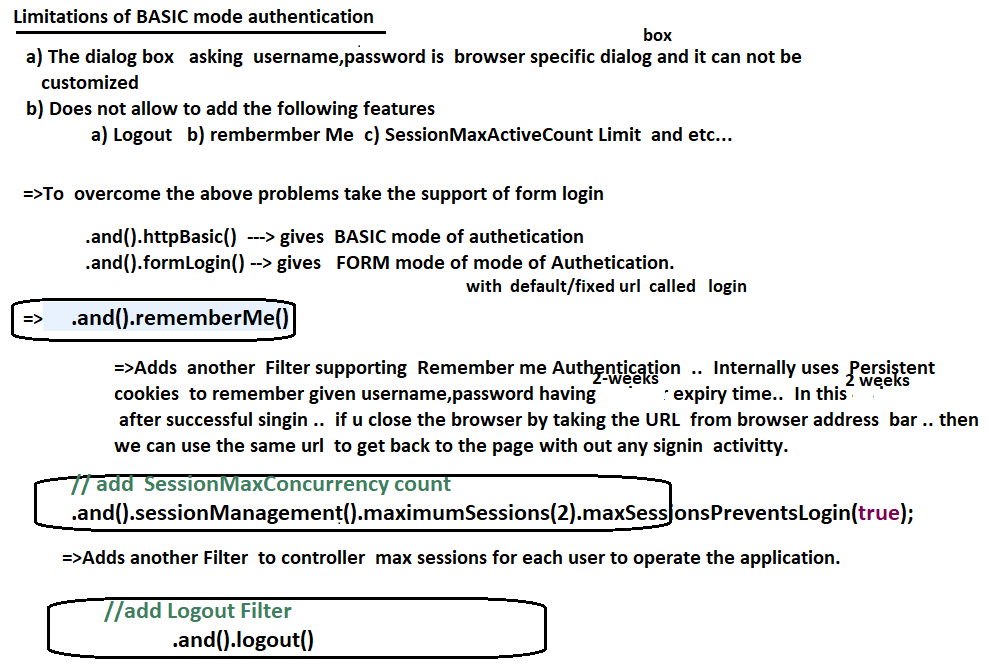 Limitations of BASIC mode authentication
a) The dialog box asking username,password is browser specific dialog and it can not be
box
customized
b) Does not allow to add the following features
a) Logout b) rembermber Me c) SessionMaxActiveCount Limit and etc...
=>To overcome the above problems take the support of form login
.and().httpBasic() ---> gives BASIC mode of authetication
.and().formLogin() --> gives FORM mode of mode of Authetication.
with default/fixed url called login
=> .and().rememberMe()
=>Adds another Filter supporting Remember me Authentication .. Internally uses Persistent
cookies to remember given username,password having 2-weeks expiry time.. In this 2 weeks
after successful singin .. if u close the browser by taking the URL from browser address bar .. then
we can use the same url to get back to the page with out any signin activitty.
// add SessionMaxConcurrency count
.and().sessionManagement().maximumSessions(2).maxSessionsPreventsLogin(true);
=>Adds another Filter to controller max sessions for each user to operate the application.
//add Logout Filter
.and().logout()